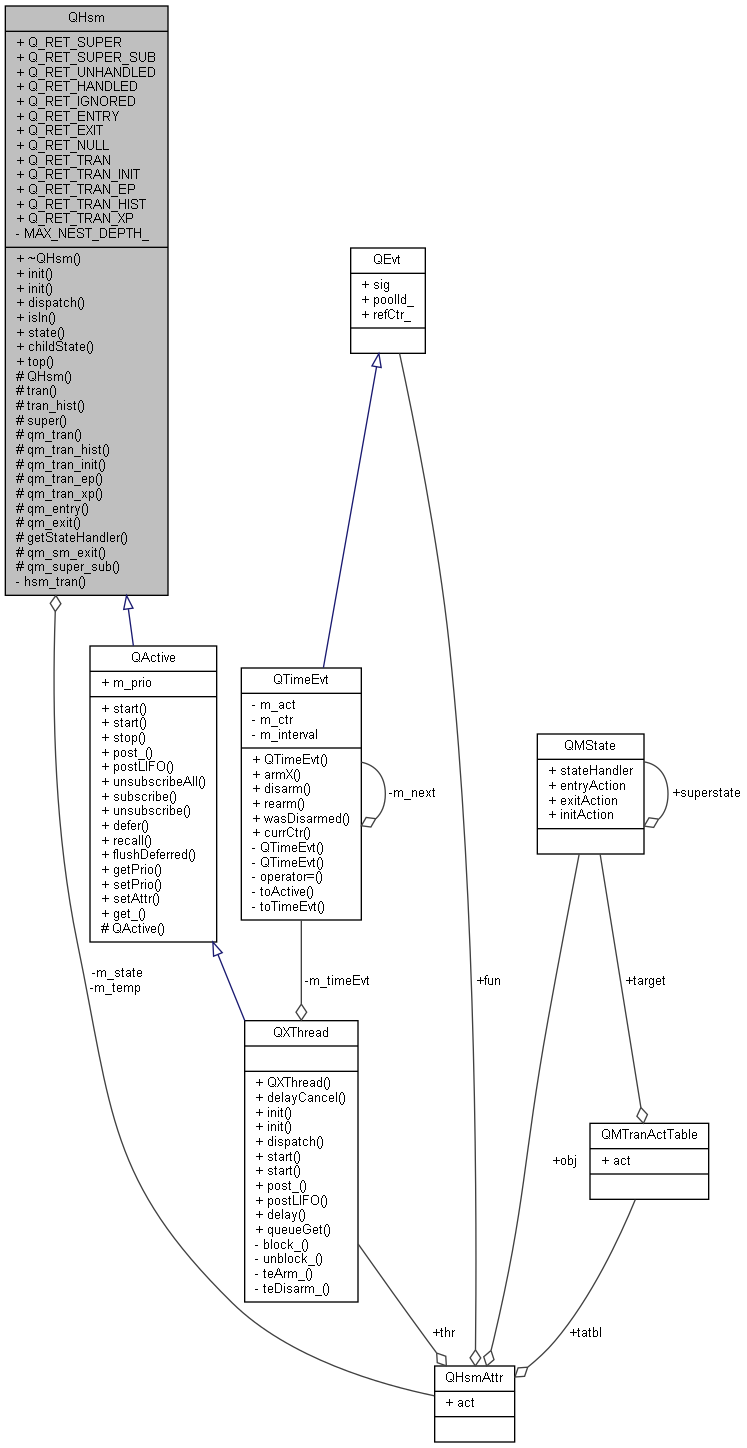 QHsm
+ Q_RET_SUPER
+ Q_RET_SUPER_SUB
+ Q_RET_UNHANDLED
+ Q_RET_HANDLED
+ Q_RET_IGNORED
+ Q_RET_ENTRY
+ Q_RET_EXIT
+ Q_RET_NULL
+ Q_RET_TRAN
+ Q_RET_TRAN_INIT
+ Q_RET_TRAN_EP
+ Q_RET_TRAN_HIST
+ Q_RET_TRAN_XP
- MAX_NEST_DEPTH_
+ ~QHsm()
+ init()
+ init()
+ dispatch()
+ isIn()
+ state()
+ childState()
+ top()
# QHsm()
# tran()
# tran_hist()
# super()
# qm_tran()
# qm_tran_hist()
# qm_tran_init()
# qm_tran_ep()
# qm_tran_xp()
# qm_entry()
# qm_exit()
# getStateHandler()
# qm_sm_exit()
# qm_super_sub()
- hsm_tran()
QEvt
+ sig
+ poolId_
+ refCtr_
QActive
+ m_prio
+ start()
+ start()
+ stop()
+ post_()
+ postLIFO()
+ unsubscribeAll()
+ subscribe()
+ unsubscribe()
+ defer()
+ recall()
+ flushDeferred()
+ getPrio()
+ setPrio()
+ setAttr()
+ get_()
# QActive()
QTimeEvt
- m_act
- m_ctr
- m_interval
+ QTimeEvt()
+ armX()
+ disarm()
+ rearm()
+ wasDisarmed()
+ currCtr()
- QTimeEvt()
- QTimeEvt()
- operator=()
- toActive()
- toTimeEvt()
-m_next
QMState
+ stateHandler
+ entryAction
+ exitAction
+ initAction
+superstate
-m_state
-m_temp
-m_timeEvt
+fun
+target
QXThread
+ QXThread()
+ delayCancel()
+ init()
+ init()
+ dispatch()
+ start()
+ start()
+ post_()
+ postLIFO()
+ delay()
+ queueGet()
- block_()
- unblock_()
- teArm_()
- teDisarm_()
QMTranActTable
+ act
+obj
+thr
+tatbl
QHsmAttr
+ act